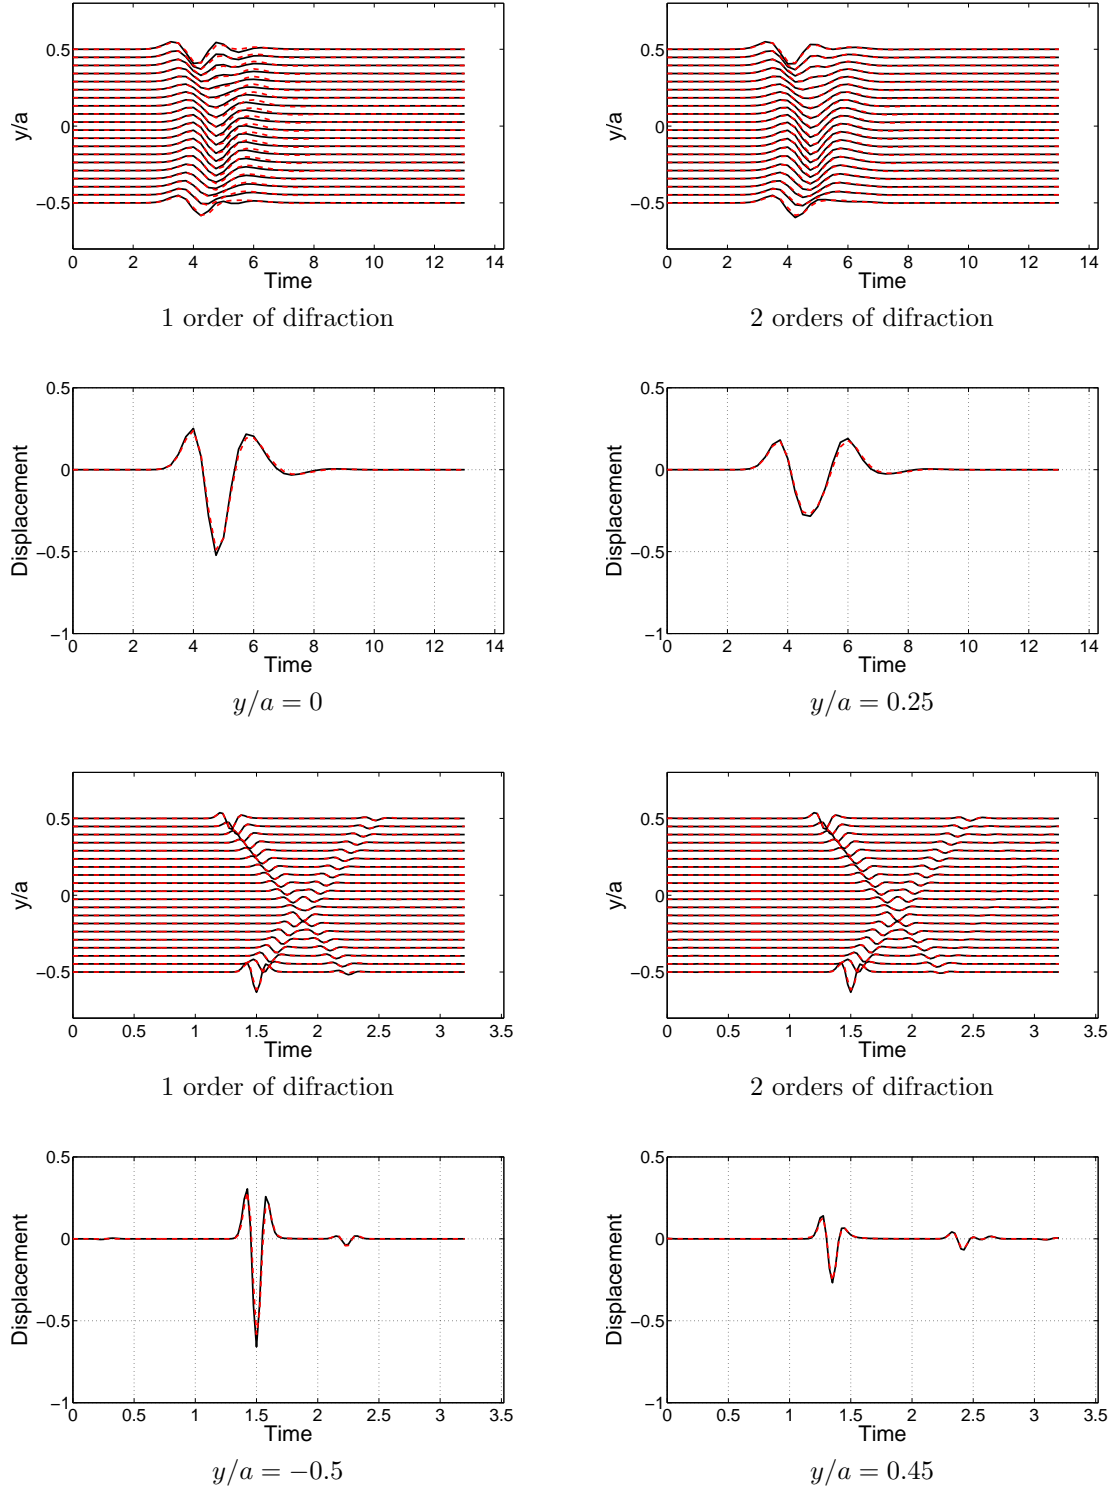 0.5
0
−0.5
y/a
0 2 4 6 8 10 12 14
Time
1 order of difraction
0.5
0
−0.5
y/a
0 2 4 6 8 10 12 14
Time
2 orders of difraction
0.5
0
−0.5
−1
Displacement
0 2 4 6 8 10 12 14
Time
y/a = 0
0.5
0
−0.5
−1
Displacement
0 2 4 6 8 10 12 14
Time
y/a = 0.25
0.5
0
−0.5
y/a
0 0.5 1 1.5 2 2.5 3 3.5
Time
1 order of difraction
0.5
0
−0.5
y/a
0 0.5 1 1.5 2 2.5 3 3.5
Time
2 orders of difraction
0.5
0
−0.5
−1
Displacement
0 0.5 1 1.5 2 2.5 3 3.5
Time
y/a = −0.5
0.5
0
−0.5
−1
Displacement
0 0.5 1 1.5 2 2.5 3 3.5
Time
y/a = 0.45